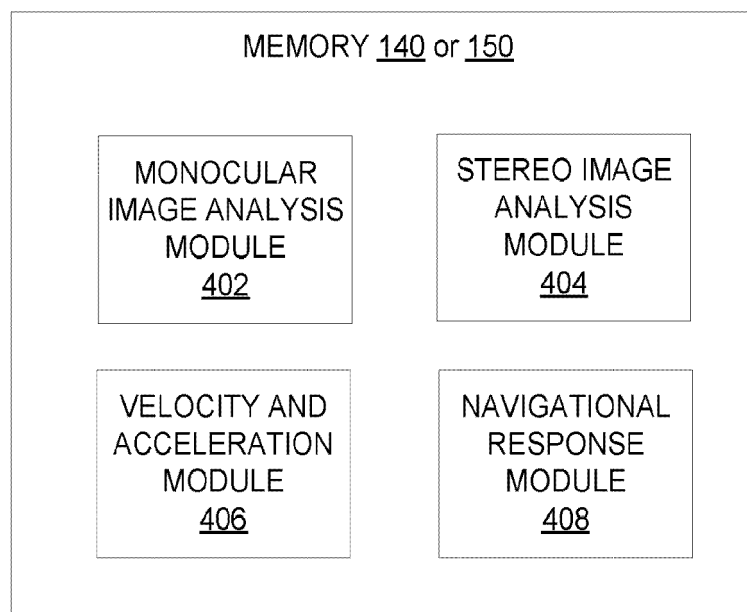 MEMORY 140 or 150
MONOCULAR
IMAGE ANALYSIS
MODULE
402
STEREO IMAGE
ANALYSIS
MODULE
404
VELOCITY AND
ACCELERATION
MODULE
406
NAVIGATIONAL
RESPONSE
MODULE
408